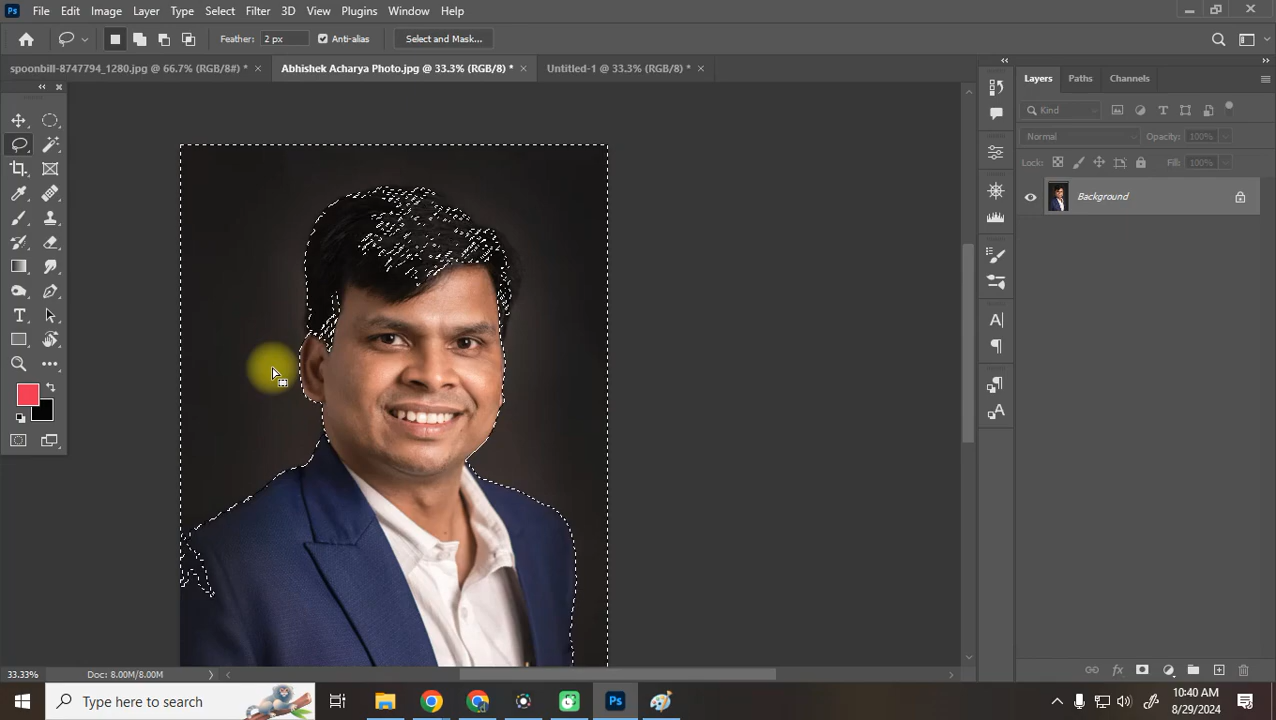 Ps File Edit Image Layer Type Select Filter 3D View Plugins Window Help
Feather: 2 px Anti-alias Select and Mask...
spoonbill-8747794_1280.jpg @ 66.7% (RGB/8#) * Abhishek Acharya Photo.jpg @ 33.3% (RGB/8) * Untitled-1 @ 33.3% (RGB/8) *
Layers Paths Channels
Kind
Normal Opacity: 100%
Lock: Fill: 100%
Background
33.33% Doc: 8.00M/8.00M
Type here to search
Ps
10:40 AM
8/29/2024